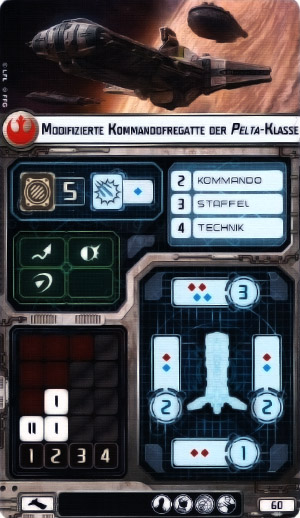 © LFL © FFG
MODIFIZIERTE KOMMANDOFREGATTE DER PELTA-KLASSE
5
2 KOMMANDO
3 STAFFEL
4 TECHNIK
3
2 2
1
I
II I
1 2 3 4
60